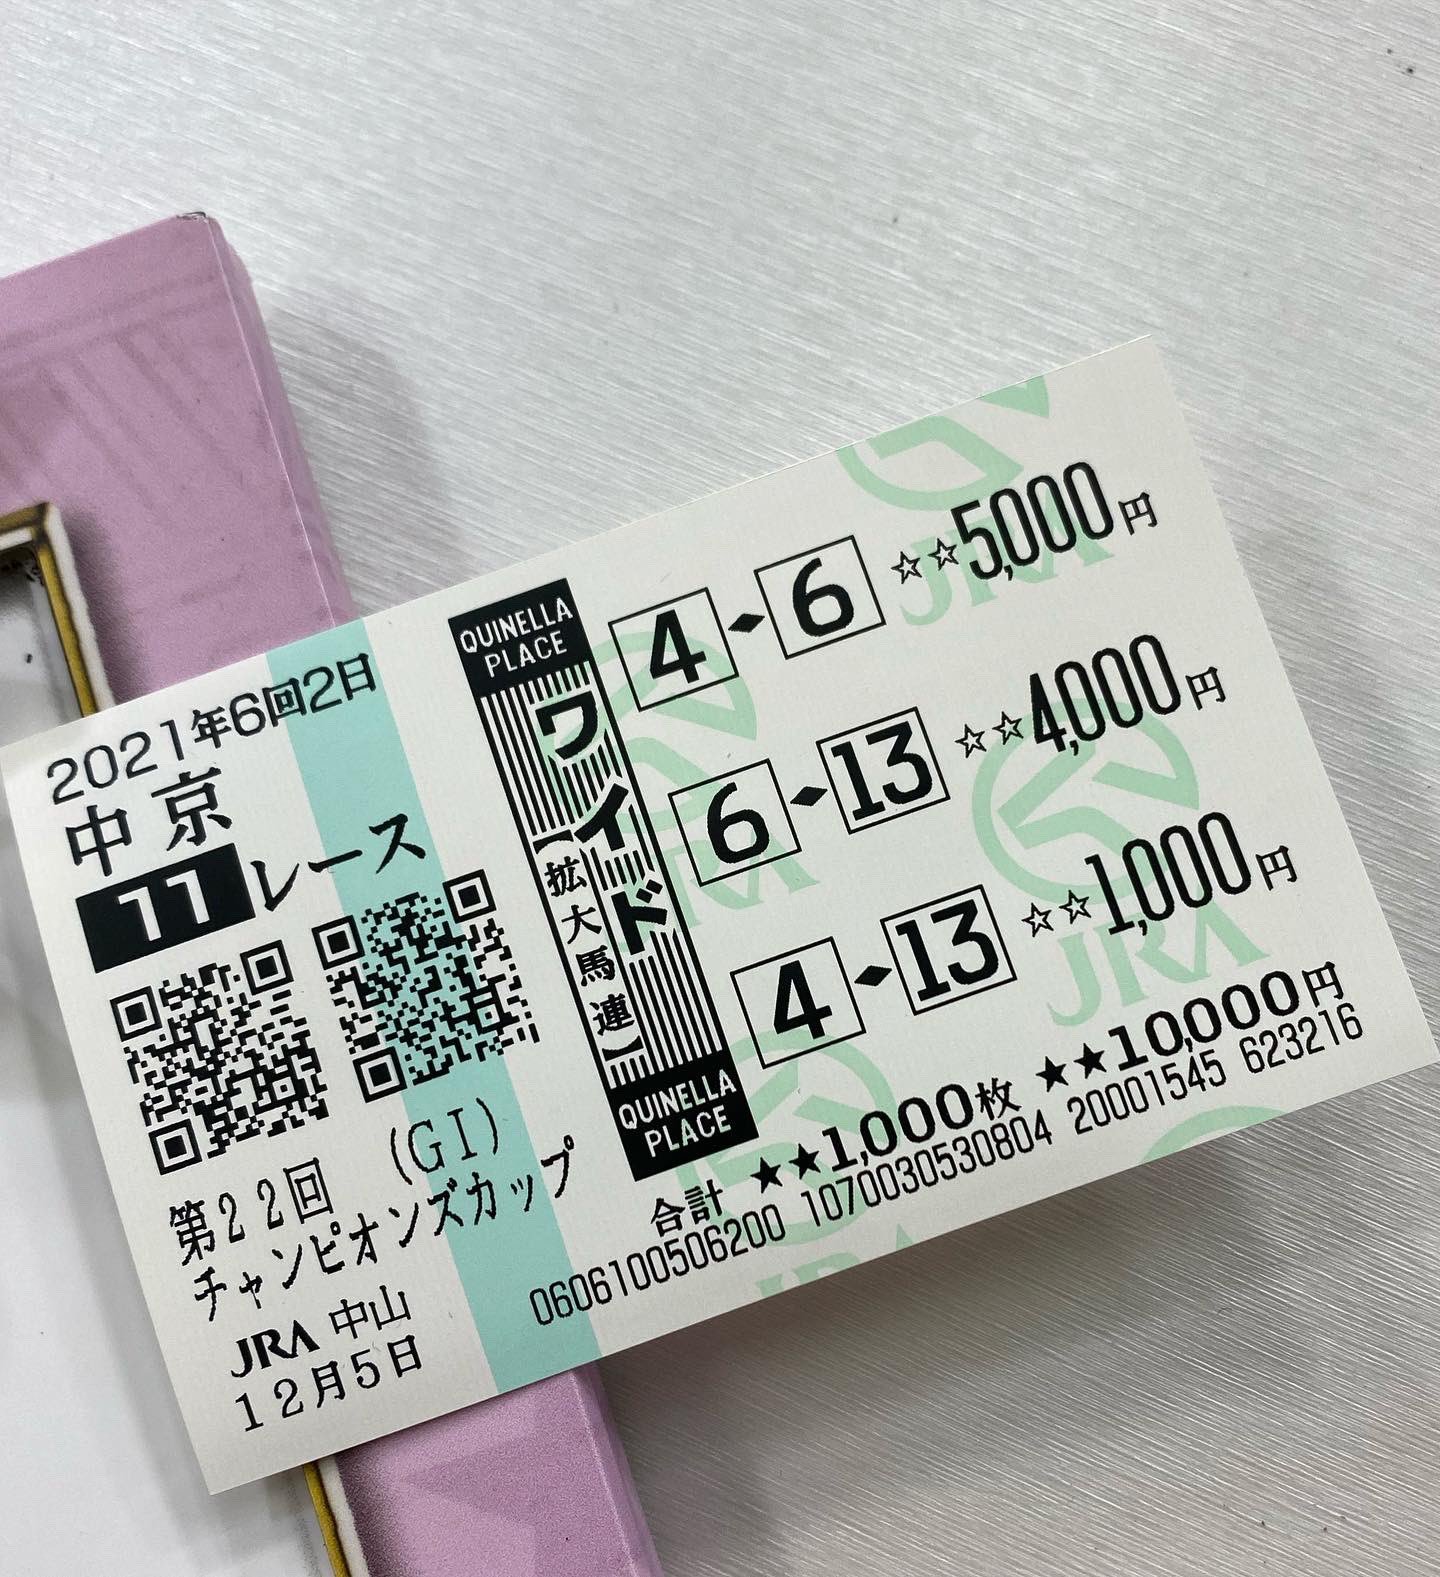 2021年6回2日
中京
11レース
第22回 (GI)
チャンピオンズカップ
JRA 中山
12月5日
QUINELLA
PLACE
ワイド
【拡大馬連】
QUINELLA
PLACE
4◆6 ☆☆5,000円
6◆13 ☆☆4,000円
4◆13 ☆☆1,000円
合計 ★★1,000枚 ★★10,000円
0606100506200 1070030530804 20001545 623216
JRA
JRA
JRA